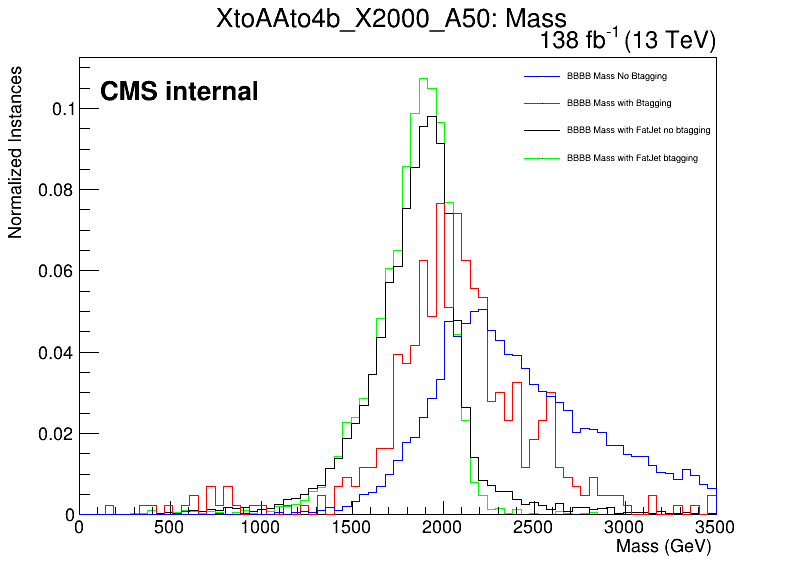 XtoAAto4b_X2000_A50: Mass
138 fb-1 (13 TeV)
CMS internal
BBBB Mass No Btagging
BBBB Mass with Btagging
BBBB Mass with FatJet no btagging
BBBB Mass with FatJet btagging
Normalized Instances
0.1
0.08
0.06
0.04
0.02
0
0 500 1000 1500 2000 2500 3000 3500
Mass (GeV)